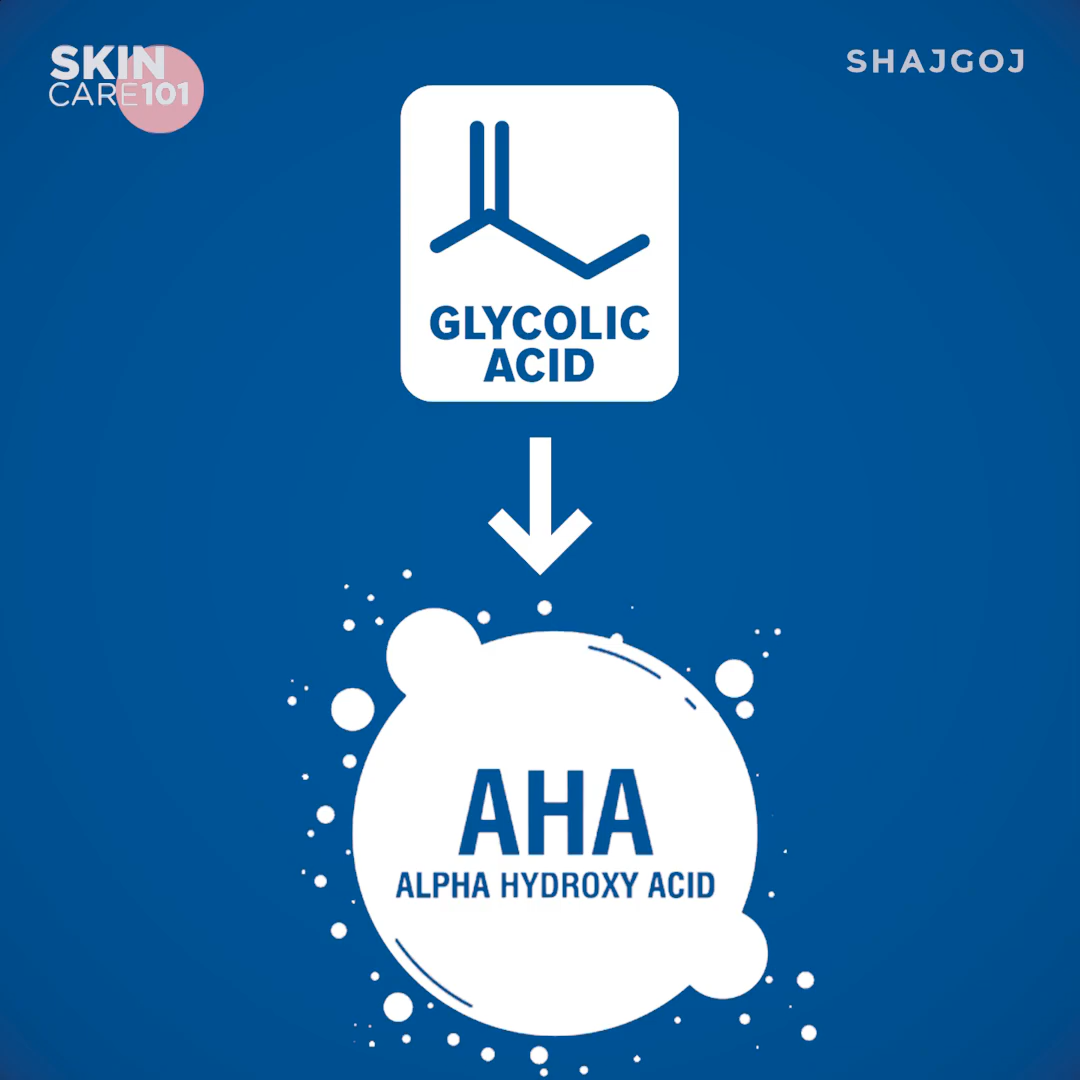 SKIN
CARE101
SHAJGOJ
GLYCOLIC
ACID
AHA
ALPHA HYDROXY ACID